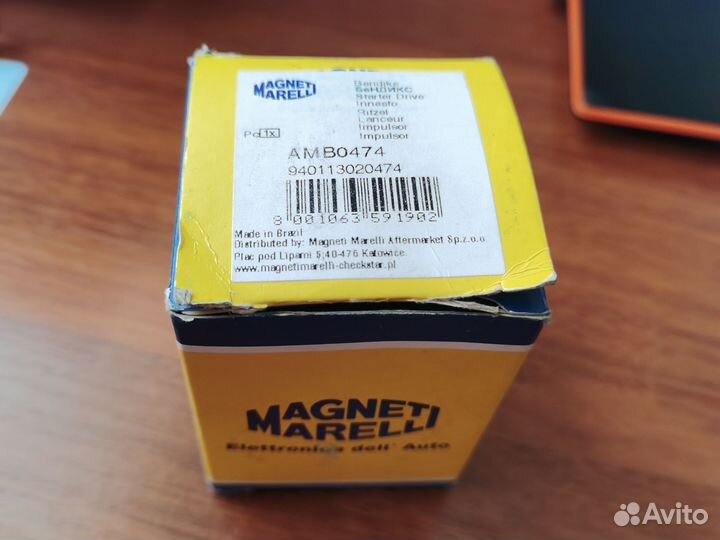 MAGNETI
MARELLI
Bendiks
БЕНДИКС
Starter Drive
Innesto
Ritzel
Lanceur
Impulsor
Impulsor
Pc 1x
AMB0474
940113020474
8 001063 591902
Made in Brazil
Distributed by: Magneti Marelli Aftermarket Sp.z.o.o.
Plac pod Lipami 5;40-476 Katowice.
www.magnetimarelli-checkstar.pl
MAGNETI
MARELLI
Elettronica dell' Auto
Avito